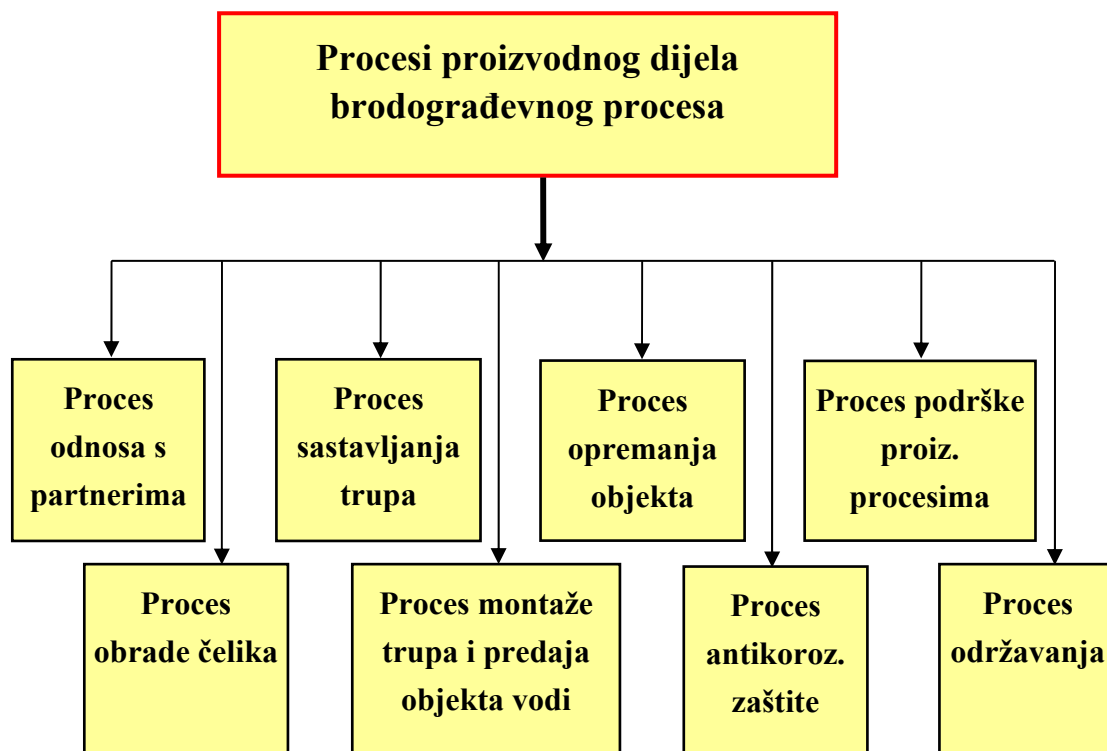 Procesi proizvodnog dijela
brodograđevnog procesa
Proces
odnosa s
partnerima
Proces
sastavljanja
trupa
Proces
opremanja
objekta
Proces podrške
proiz.
procesima
Proces
obrade čelika
Proces montaže
trupa i predaja
objekta vodi
Proces
antikoroz.
zaštite
Proces
održavanja